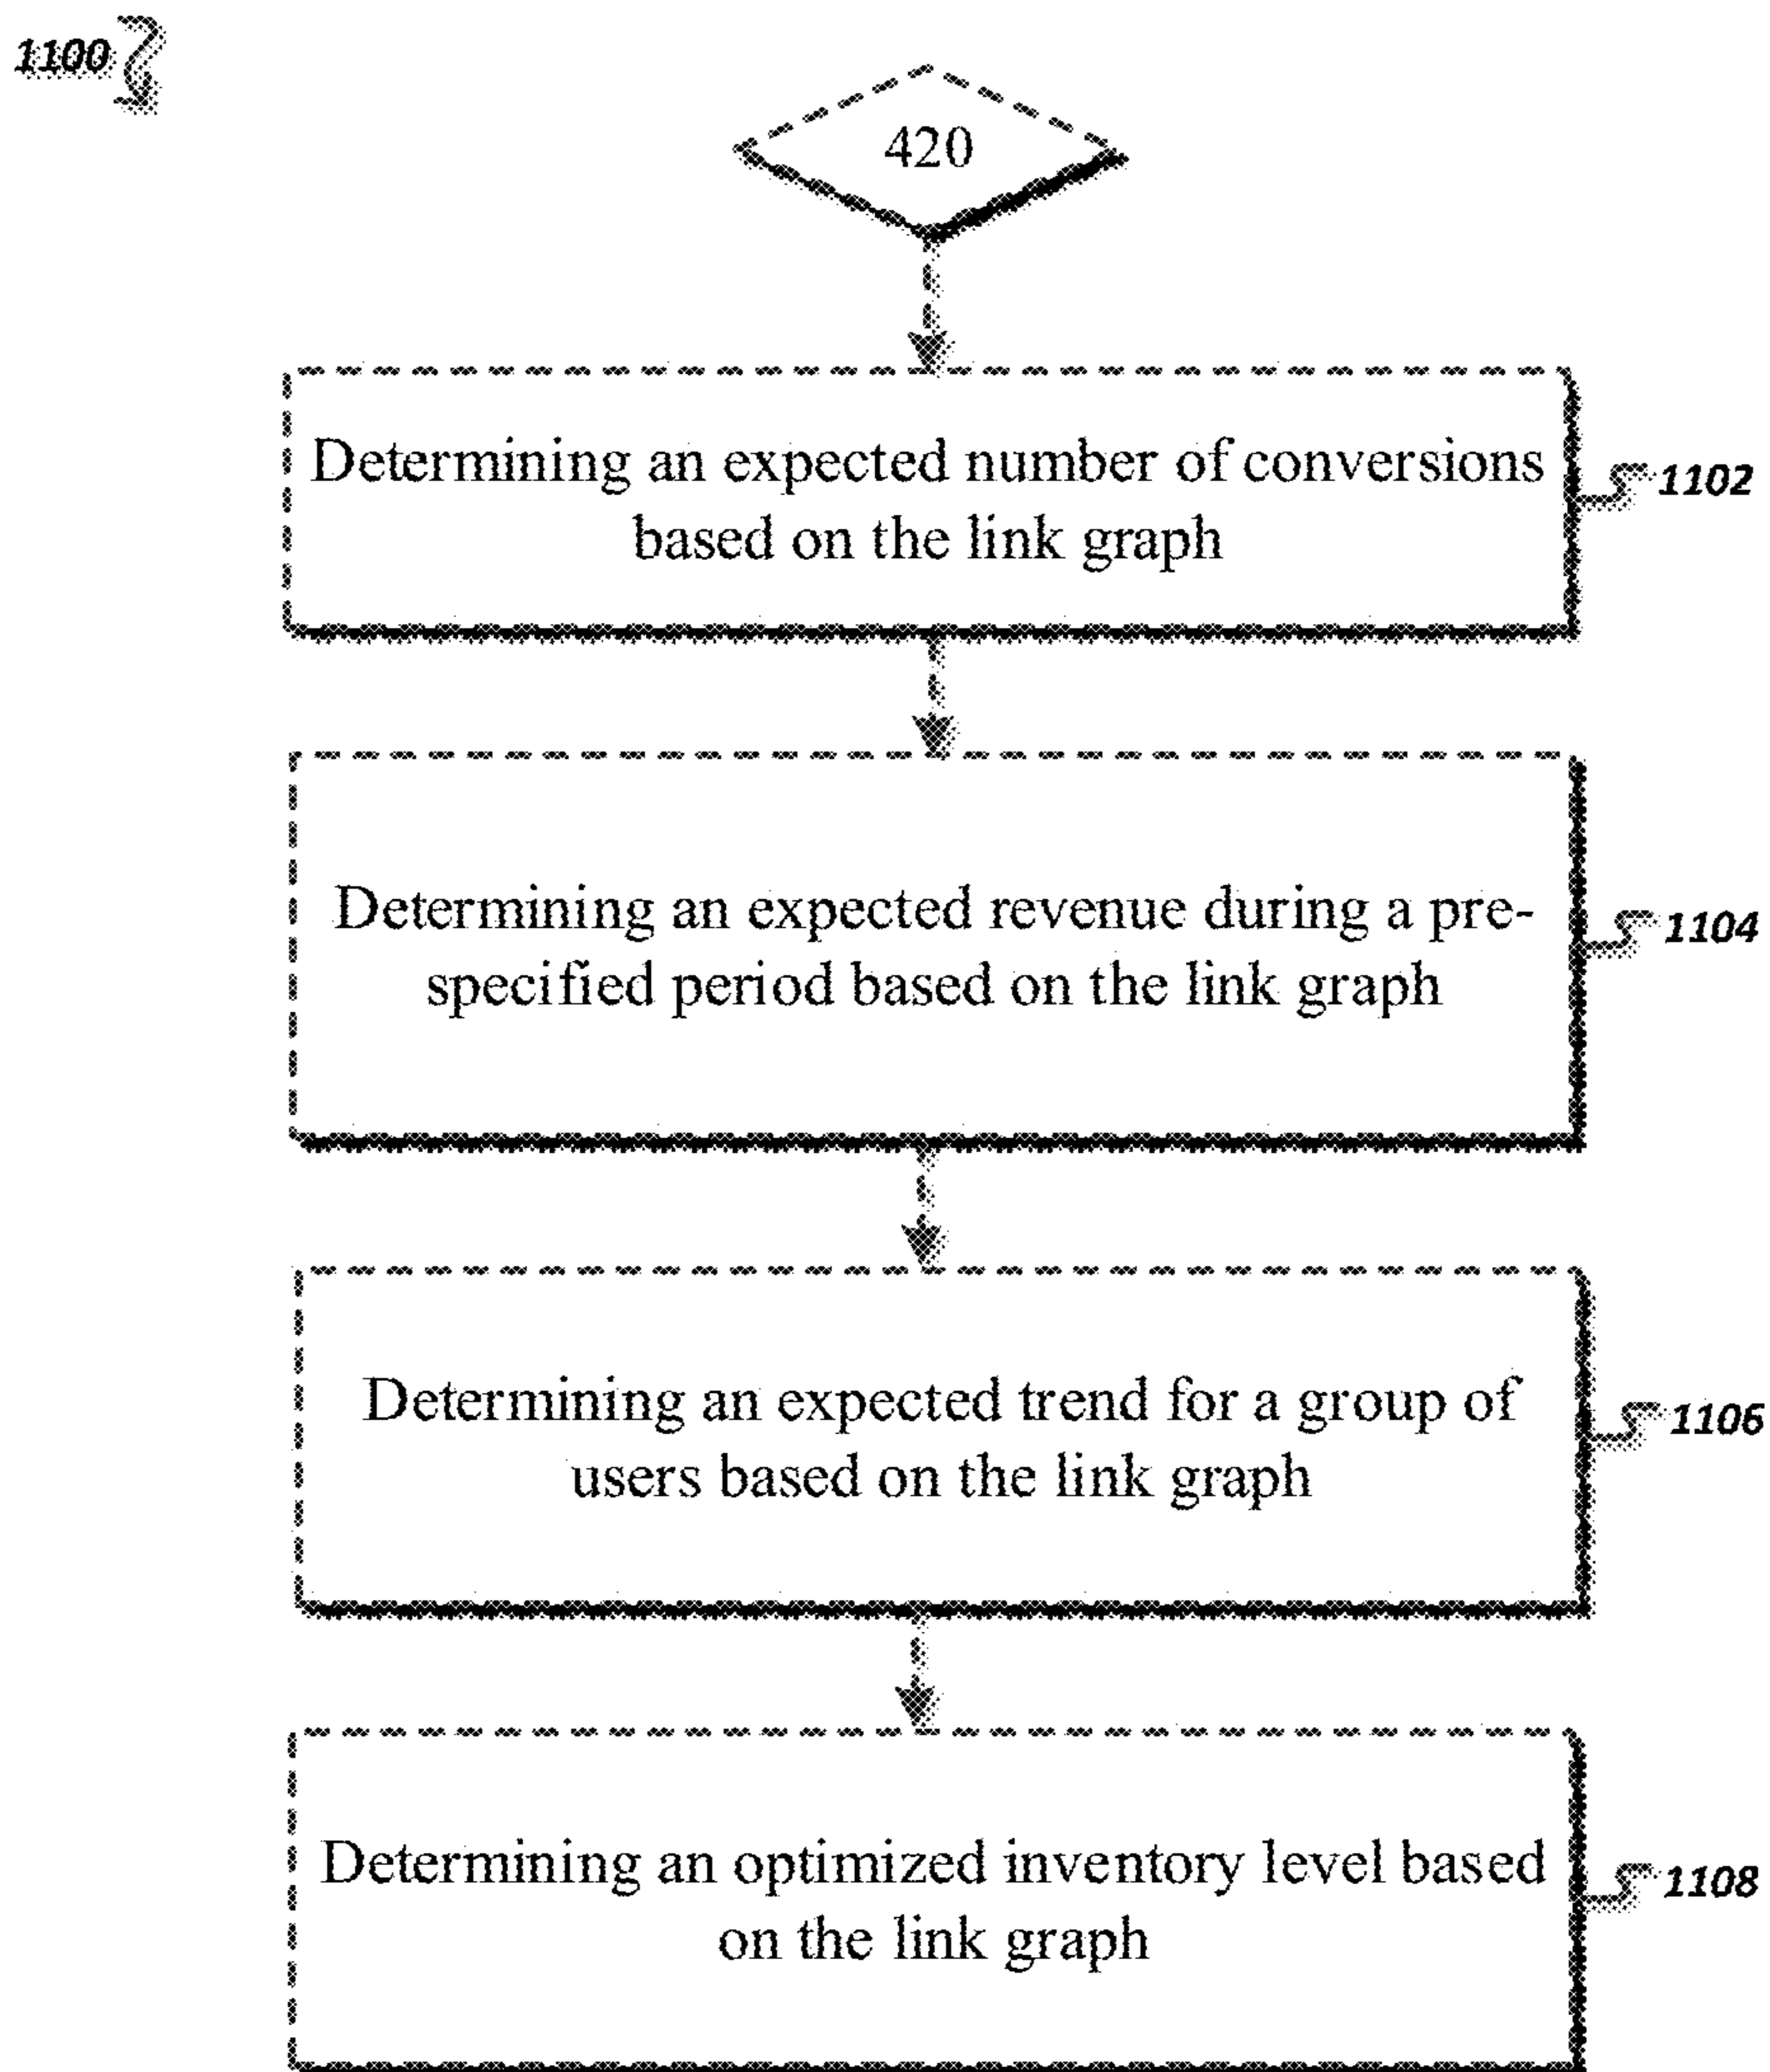 1100
420
Determining an expected number of conversions
based on the link graph
1102
Determining an expected revenue during a pre-
specified period based on the link graph
1104
Determining an expected trend for a group of
users based on the link graph
1106
Determining an optimized inventory level based
on the link graph
1108